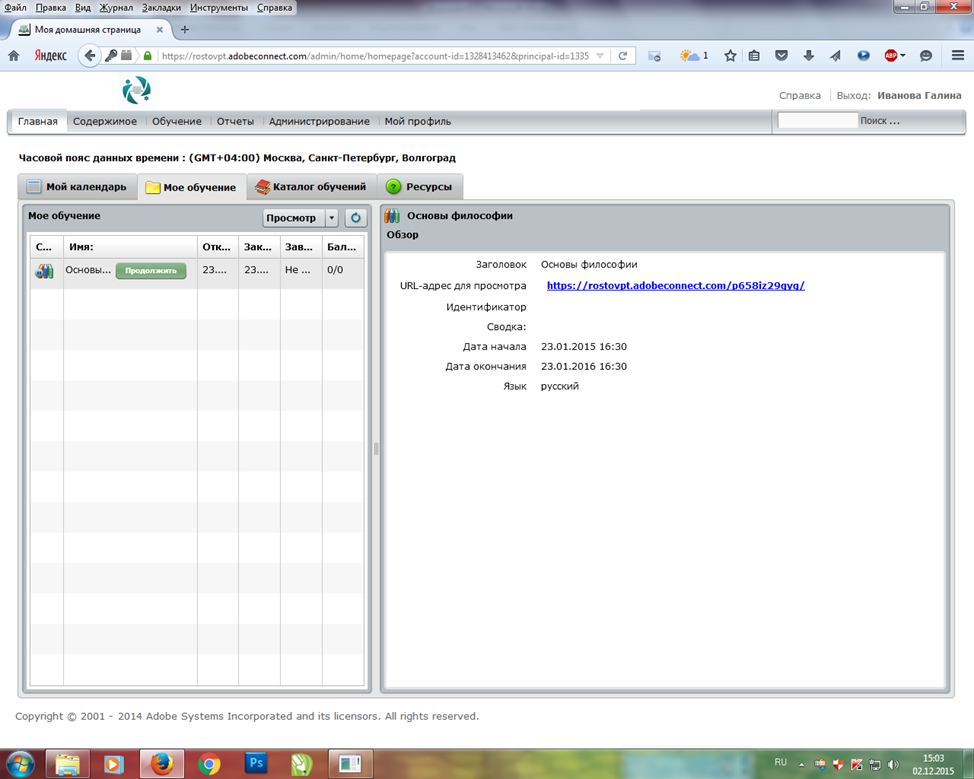 Файл Правка Вид Журнал Закладки Инструменты Справка
Моя домашняя страница
Яндекс https://rostovpt.adobeconnect.com/admin/home/homepage?account-id=1328413462&principal-id=1335 1 ABP
Справка Выход: Иванова Галина
Главная Содержимое Обучение Отчеты Администрирование Мой профиль Поиск ...
Часовой пояс данных времени : (GMT+04:00) Москва, Санкт-Петербург, Волгоград
Мой календарь Мое обучение Каталог обучений Ресурсы
Мое обучение Просмотр
С... Имя: Отк... Зак... Зав... Бал...
Основы... Продолжить 23.... 23.... Не ... 0/0
Основы философии
Обзор
Заголовок Основы философии
URL-адрес для просмотра https://rostovpt.adobeconnect.com/p658iz29qvq/
Идентификатор
Сводка:
Дата начала 23.01.2015 16:30
Дата окончания 23.01.2016 16:30
Язык русский
Copyright © 2001 - 2014 Adobe Systems Incorporated and its licensors. All rights reserved.
Ps
RU
15:03
02.12.2015